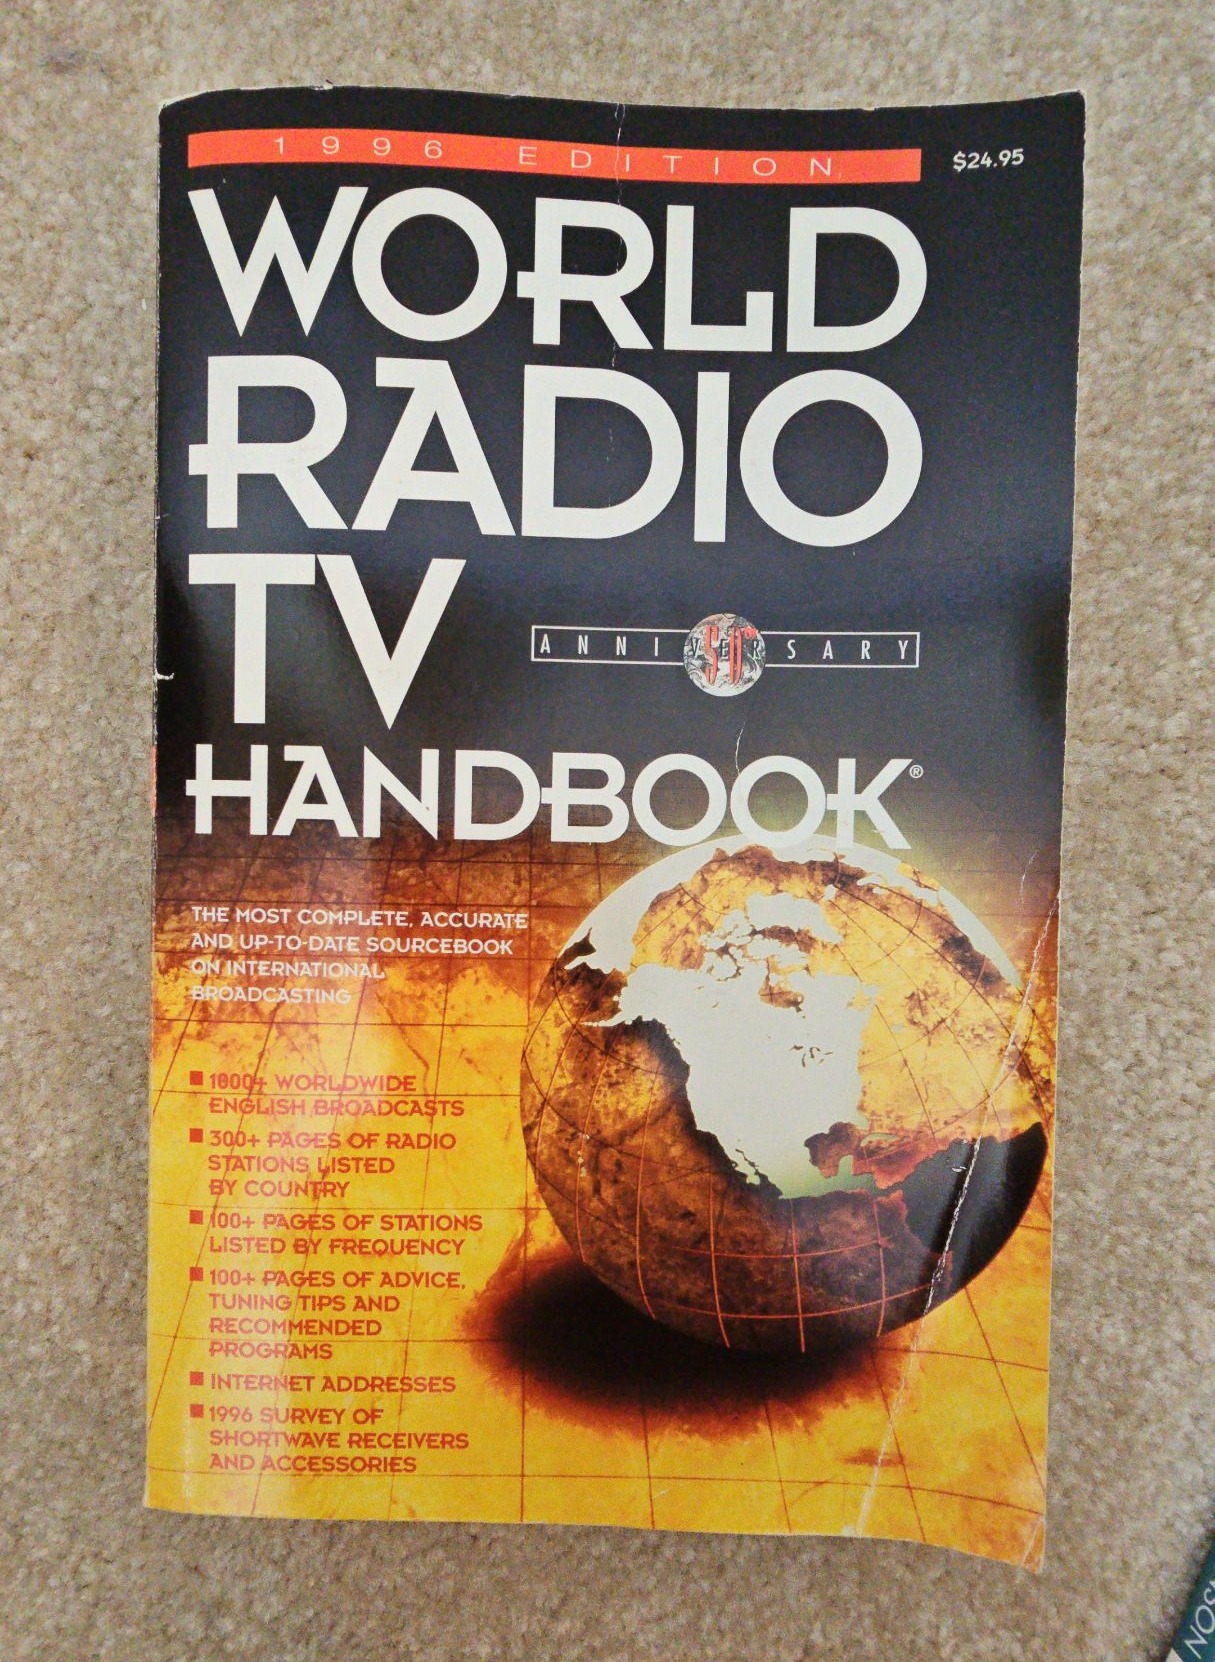 1996 EDITION
$24.95
WORLD
RADIO
TV
ANNIVERSARY
50
HANDBOOK®
THE MOST COMPLETE, ACCURATE
AND UP-TO-DATE SOURCEBOOK
ON INTERNATIONAL
BROADCASTING
■ 1000+ WORLDWIDE
ENGLISH BROADCASTS
■ 300+ PAGES OF RADIO
STATIONS LISTED
BY COUNTRY
■ 100+ PAGES OF STATIONS
LISTED BY FREQUENCY
■ 100+ PAGES OF ADVICE,
TUNING TIPS AND
RECOMMENDED
PROGRAMS
■ INTERNET ADDRESSES
■ 1996 SURVEY OF
SHORTWAVE RECEIVERS
AND ACCESSORIES